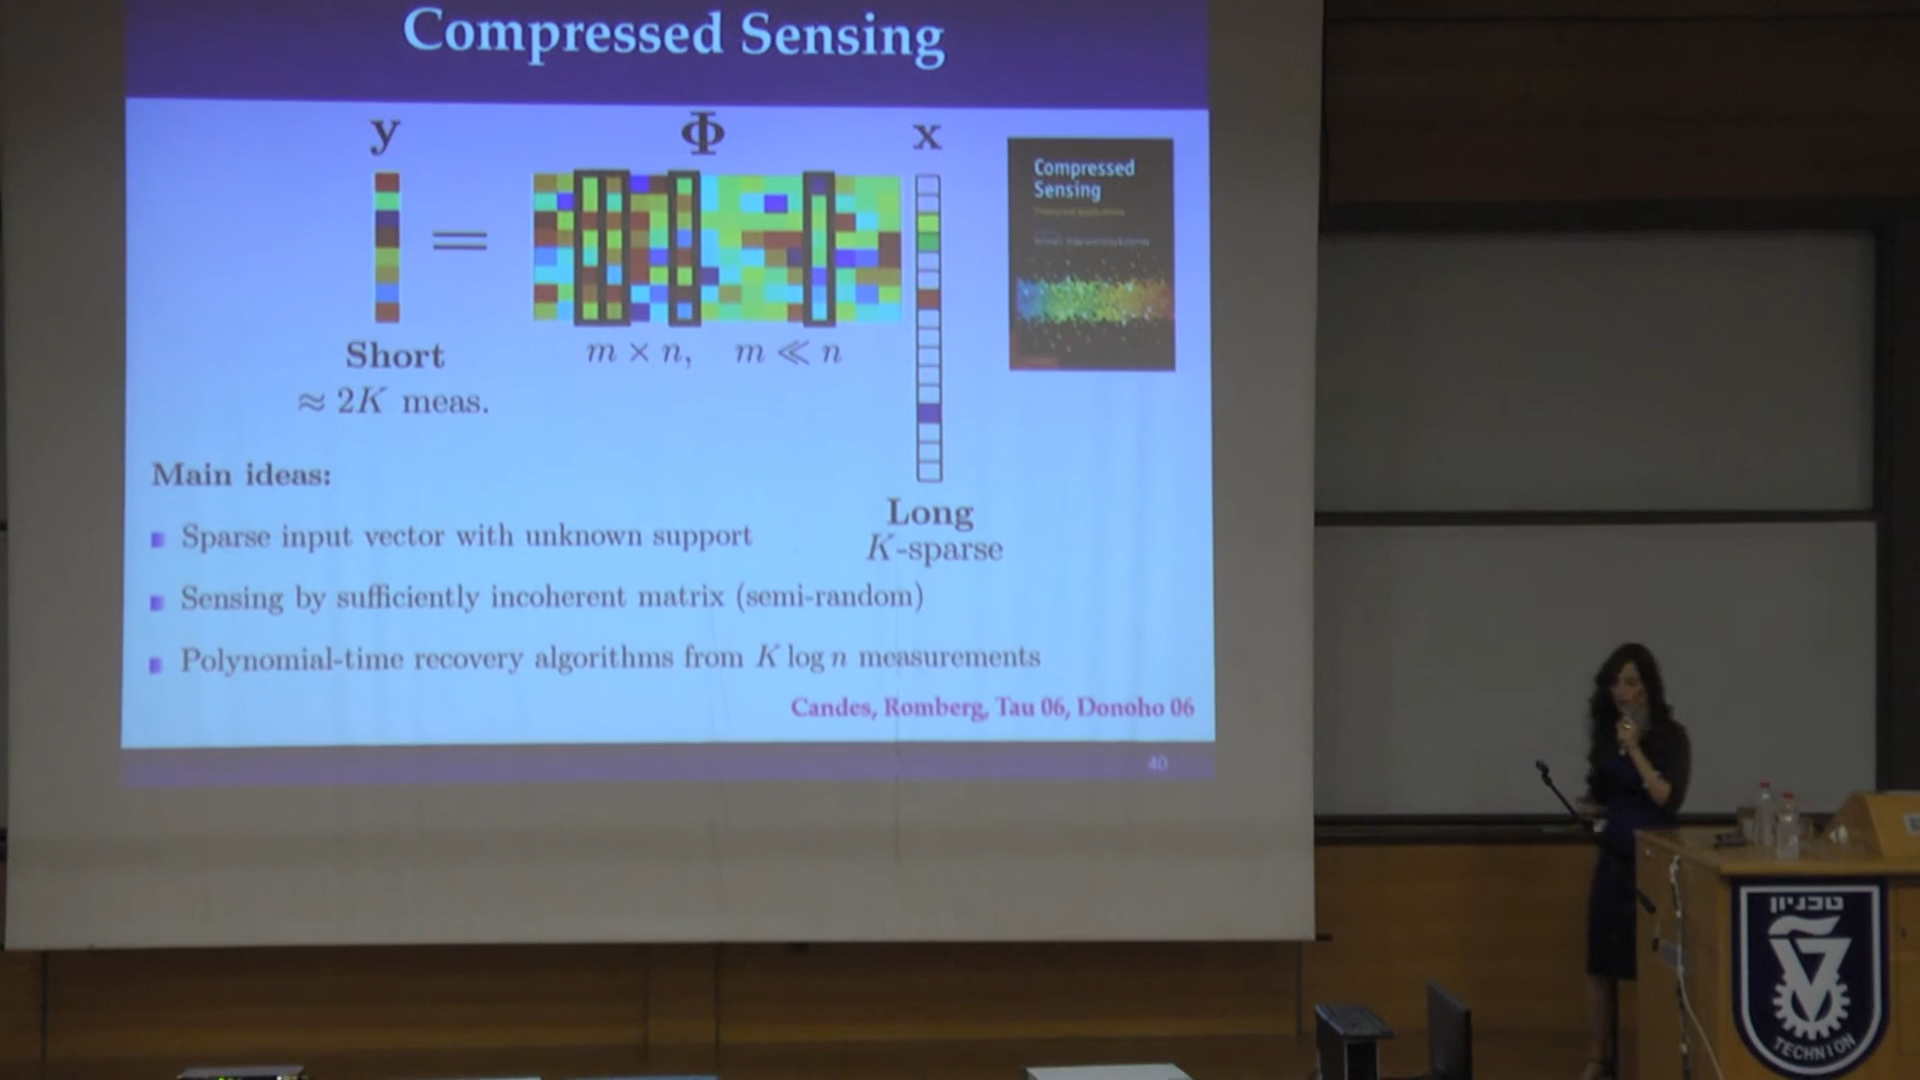 Compressed Sensing
y
Φ
x
=
Compressed
Sensing
Short
m × n, m ≪ n
≈ 2K meas.
Main ideas:
Long
K-sparse
Sparse input vector with unknown support
Sensing by sufficiently incoherent matrix (semi-random)
Polynomial-time recovery algorithms from K log n measurements
Candes, Romberg, Tau 06, Donoho 06
40
טכניון
TECHNION